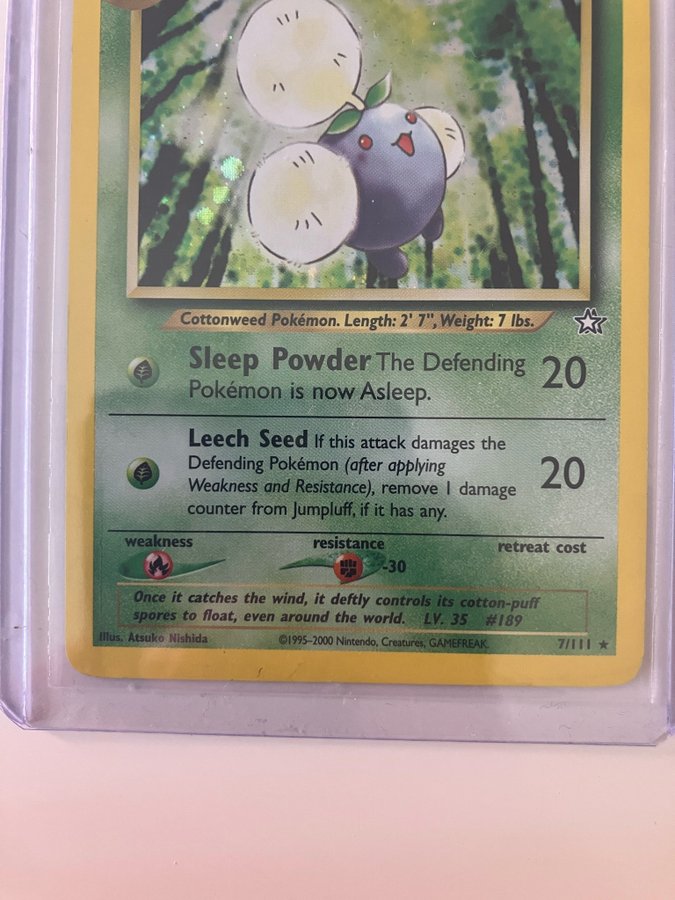 Cottonweed Pokémon. Length: 2' 7", Weight: 7 lbs.
Sleep Powder The Defending 20
Pokémon is now Asleep.
Leech Seed If this attack damages the
Defending Pokémon (after applying 20
Weakness and Resistance), remove 1 damage
counter from Jumpluff, if it has any.
weakness resistance retreat cost
-30
Once it catches the wind, it deftly controls its cotton-puff
spores to float, even around the world. LV. 35 #189
Illus. Atsuko Nishida ©1995-2000 Nintendo, Creatures, GAMEFREAK. 7/111 ★